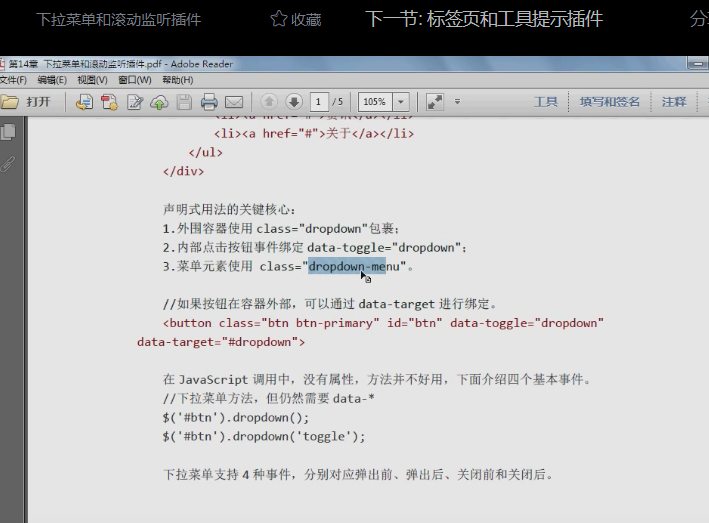 下拉菜单和滚动监听插件 收藏 下一节: 标签页和工具提示插件
第14章 下拉菜单和滚动监听插件.pdf - Adobe Reader
文件(F) 编辑(E) 视图(V) 窗口(W) 帮助(H)
打开 1 / 5 105% 工具 填写和签名 注释
<li><a href="#">资讯</a></li>
<li><a href="#">关于</a></li>
</ul>
</div>
声明式用法的关键核心：
1.外围容器使用 class="dropdown"包裹；
2.内部点击按钮事件绑定 data-toggle="dropdown"；
3.菜单元素使用 class="dropdown-menu"。
//如果按钮在容器外部，可以通过 data-target 进行绑定。
<button class="btn btn-primary" id="btn" data-toggle="dropdown"
data-target="#dropdown">
在 JavaScript 调用中，没有属性，方法并不好用，下面介绍四个基本事件。
//下拉菜单方法，但仍然需要 data-*
$('#btn').dropdown();
$('#btn').dropdown('toggle');
下拉菜单支持 4 种事件，分别对应弹出前、弹出后、关闭前和关闭后。